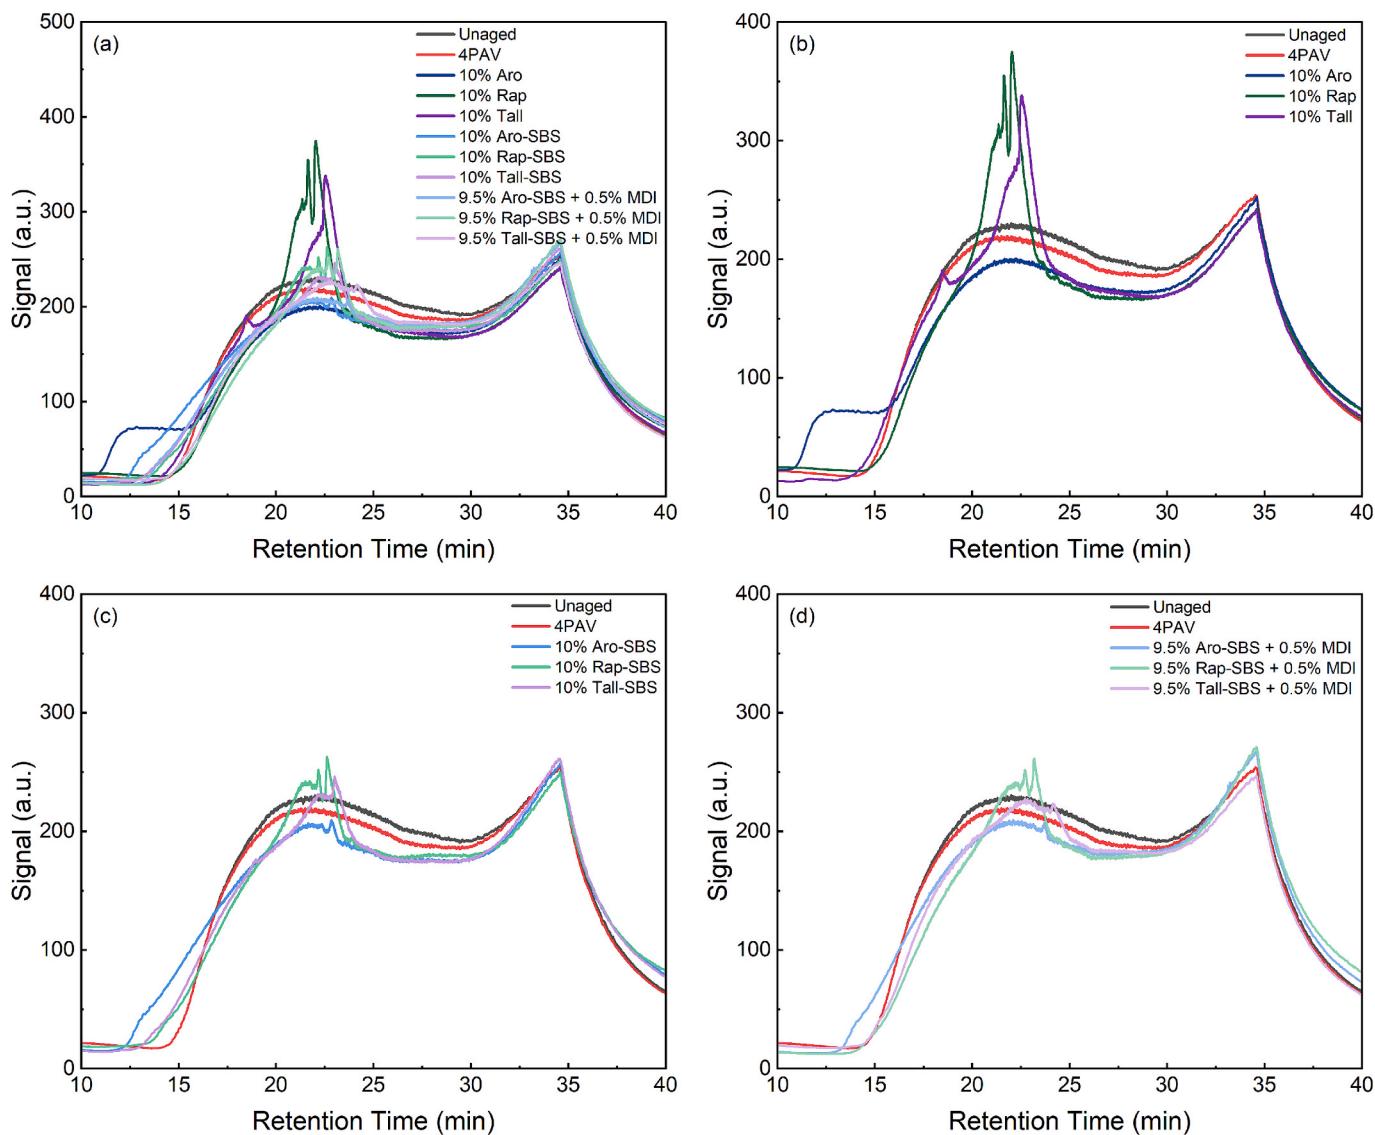 (a)
Unaged
4PAV
10% Aro
10% Rap
10% Tall
10% Aro-SBS
10% Rap-SBS
10% Tall-SBS
9.5% Aro-SBS + 0.5% MDI
9.5% Rap-SBS + 0.5% MDI
9.5% Tall-SBS + 0.5% MDI
500
400
300
200
100
0
Signal (a.u.)
10 15 20 25 30 35 40
Retention Time (min)
(b)
Unaged
4PAV
10% Aro
10% Rap
10% Tall
400
300
200
100
0
Signal (a.u.)
10 15 20 25 30 35 40
Retention Time (min)
(c)
Unaged
4PAV
10% Aro-SBS
10% Rap-SBS
10% Tall-SBS
400
300
200
100
0
Signal (a.u.)
10 15 20 25 30 35 40
Retention Time (min)
(d)
Unaged
4PAV
9.5% Aro-SBS + 0.5% MDI
9.5% Rap-SBS + 0.5% MDI
9.5% Tall-SBS + 0.5% MDI
400
300
200
100
0
Signal (a.u.)
10 15 20 25 30 35 40
Retention Time (min)